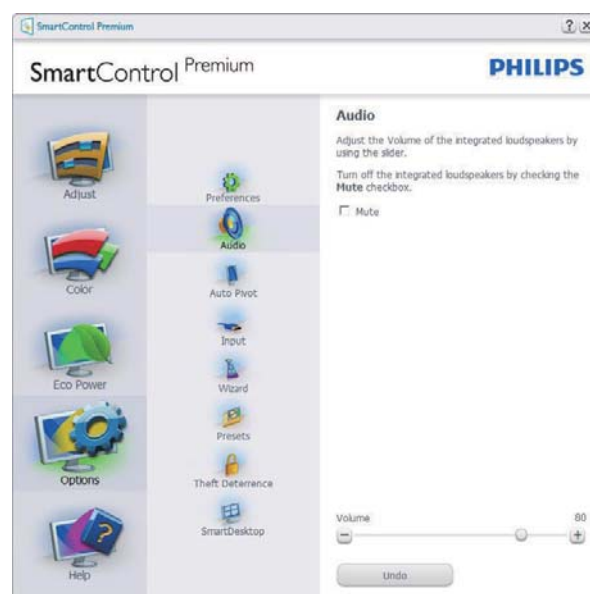 SmartControl Premium
? x
SmartControl Premium
PHILIPS
Adjust
Color
Eco Power
Options
Help
Preferences
Audio
Auto Pivot
Input
Wizard
Presets
Theft Deterrence
SmartDesktop
Audio
Adjust the Volume of the integrated loudspeakers by
using the slider.
Turn off the integrated loudspeakers by checking the
Mute checkbox.
Mute
Volume 80
Undo